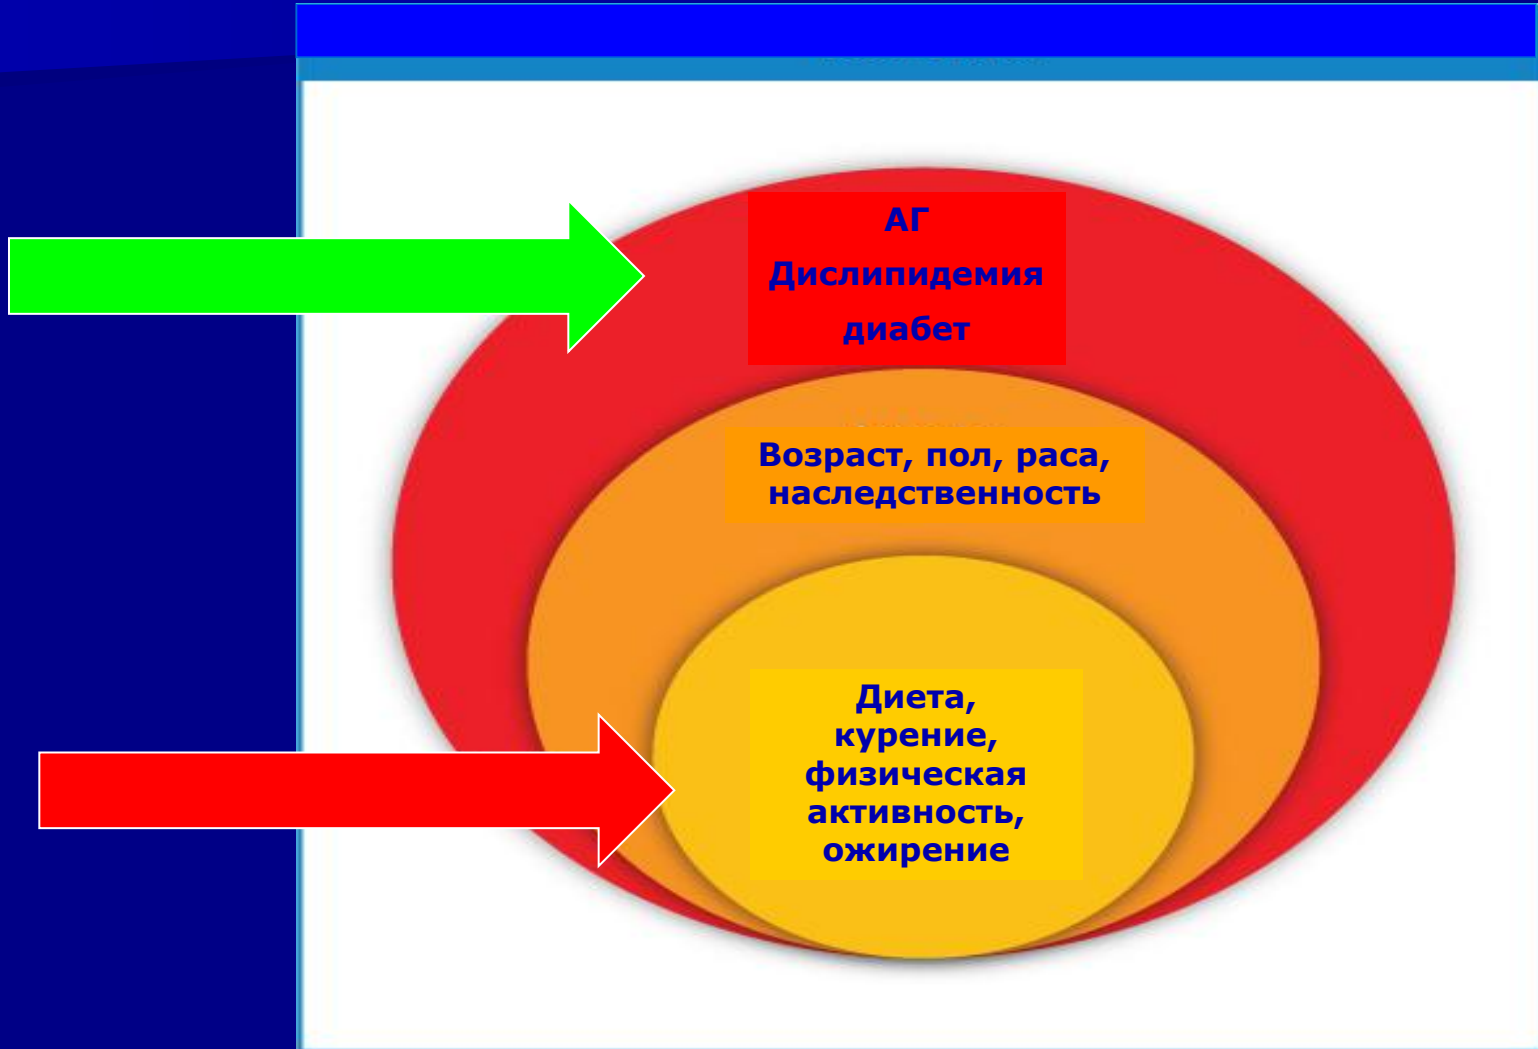 АГ
Дислипидемия
диабет
Возраст, пол, раса,
наследственность
Диета,
курение,
физическая
активность,
ожирение